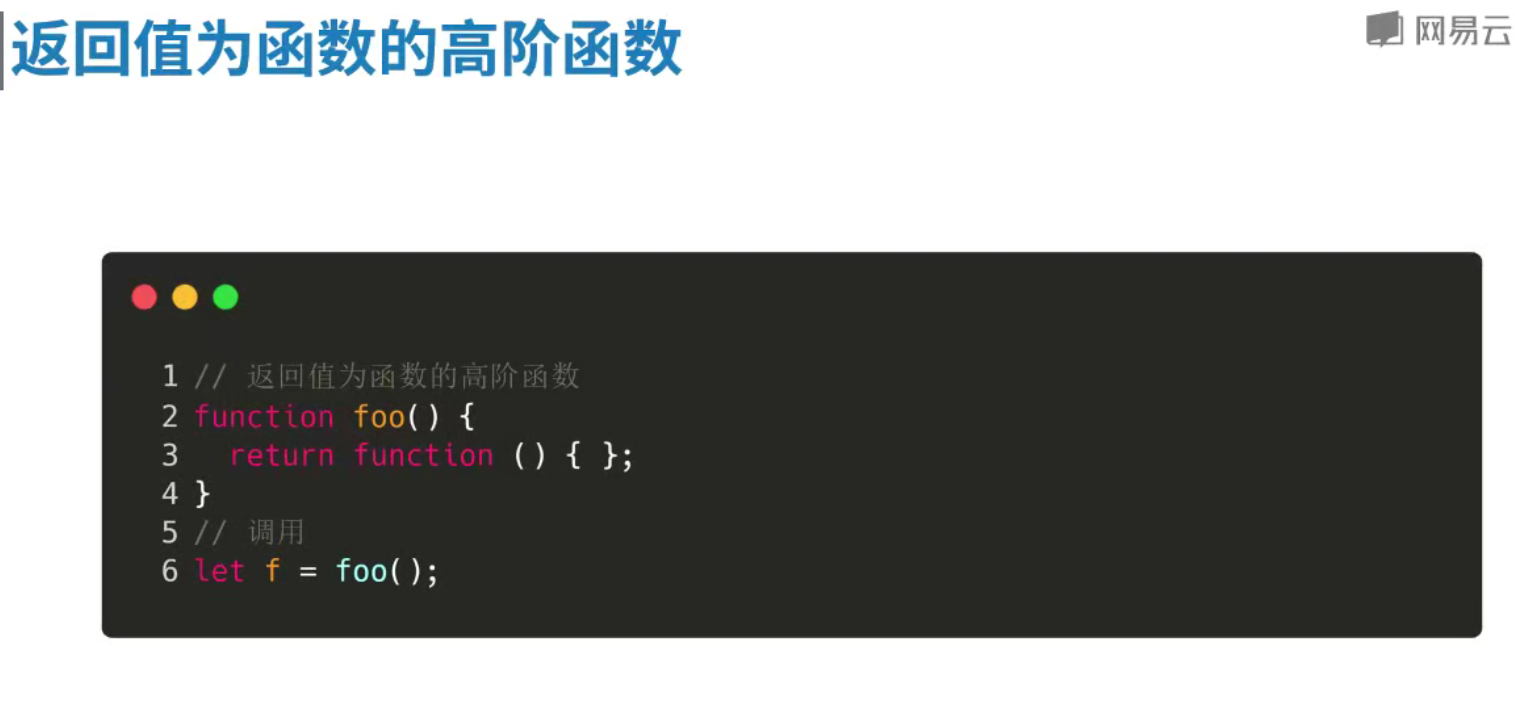 返回值为函数的高阶函数
网易云
1 // 返回值为函数的高阶函数
2 function foo() {
3   return function () { };
4 }
5 // 调用
6 let f = foo();